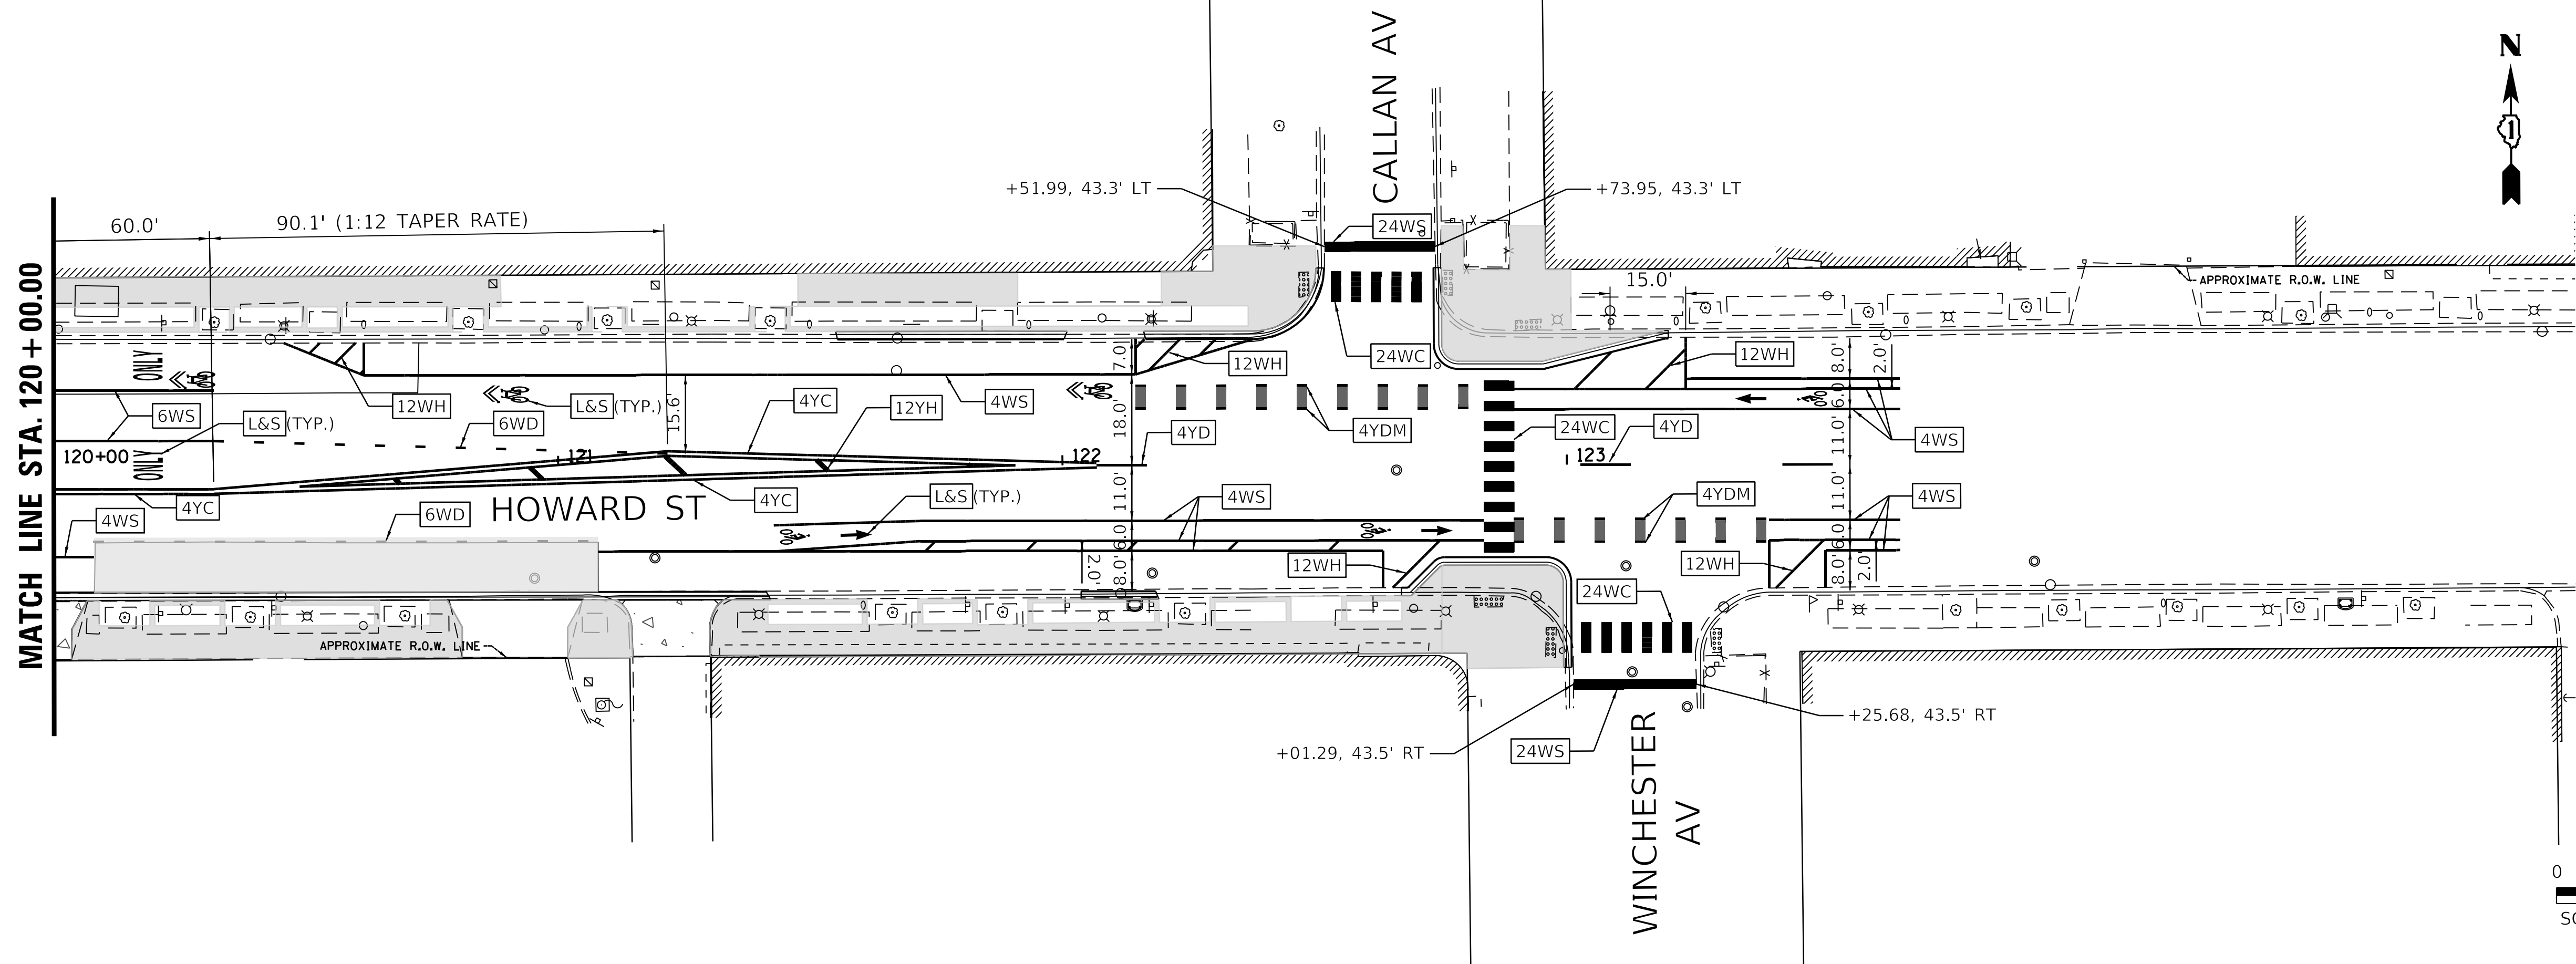 CALLAN AV
N
1
+51.99, 43.3' LT
+73.95, 43.3' LT
24WS
60.0'
90.1' (1:12 TAPER RATE)
MATCH LINE STA. 120 + 00.00
15.0'
APPROXIMATE R.O.W. LINE
ONLY
7.0
24WC
12WH
12WH
8.0'
2.0'
6WS
12WH
L&S (TYP.)
15.6'
4YC
12YH
4WS
18.0'
6.0
L&S (TYP.)
6WD
4YD
4YDM
24WC
4YD
11.0'
4WS
120+00
ONLY
121
122
123
4YC
4WS
HOWARD ST
6WD
4YC
L&S (TYP.)
11.0'
4WS
4YDM
11.0'
4WS
6.0
6.0
2.0'
8.0'
12WH
12WH
8.0'
2.0'
24WC
APPROXIMATE R.O.W. LINE
+25.68, 43.5' RT
+01.29, 43.5' RT
24WS
WINCHESTER
AV
0